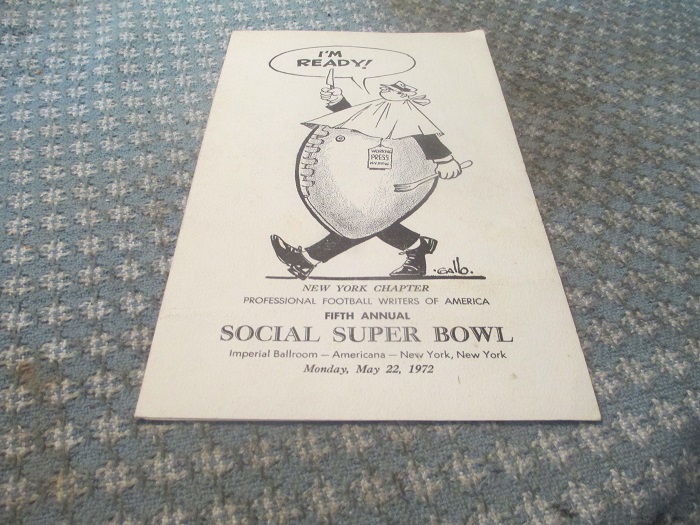 I'M
READY!
WORKING
PRESS
Gallo.
NEW YORK CHAPTER
PROFESSIONAL FOOTBALL WRITERS OF AMERICA
FIFTH ANNUAL
SOCIAL SUPER BOWL
Imperial Ballroom — Americana — New York, New York
Monday, May 22, 1972